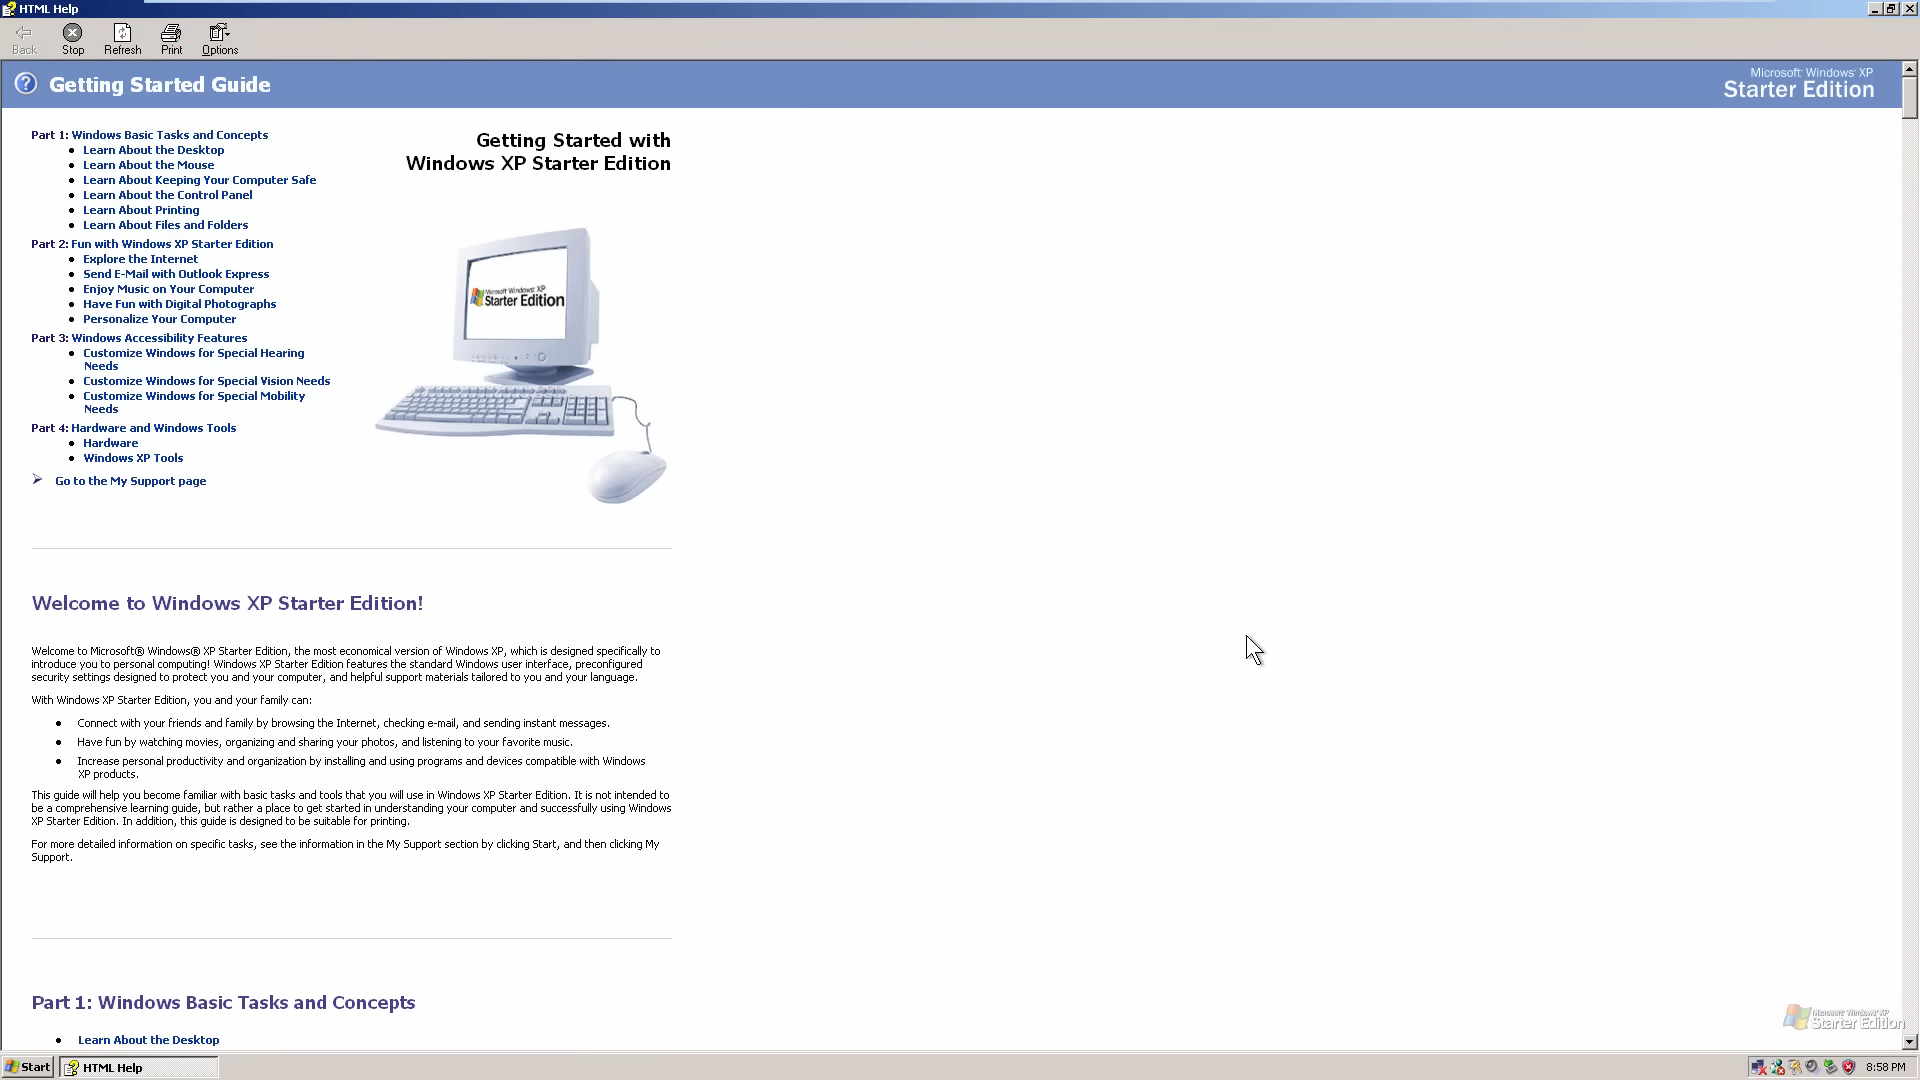 HTML Help
Back
Stop
Refresh
Print
Options
Getting Started Guide
Microsoft Windows XP
Starter Edition
Part 1: Windows Basic Tasks and Concepts
Learn About the Desktop
Learn About the Mouse
Learn About Keeping Your Computer Safe
Learn About the Control Panel
Learn About Printing
Learn About Files and Folders
Part 2: Fun with Windows XP Starter Edition
Explore the Internet
Send E-Mail with Outlook Express
Enjoy Music on Your Computer
Have Fun with Digital Photographs
Personalize Your Computer
Part 3: Windows Accessibility Features
Customize Windows for Special Hearing
Needs
Customize Windows for Special Vision Needs
Customize Windows for Special Mobility
Needs
Part 4: Hardware and Windows Tools
Hardware
Windows XP Tools
Go to the My Support page
Getting Started with
Windows XP Starter Edition
Microsoft Windows XP
Starter Edition
Welcome to Windows XP Starter Edition!
Welcome to Microsoft® Windows® XP Starter Edition, the most economical version of Windows XP, which is designed specifically to
introduce you to personal computing! Windows XP Starter Edition features the standard Windows user interface, preconfigured
security settings designed to protect you and your computer, and helpful support materials tailored to you and your language.
With Windows XP Starter Edition, you and your family can:
Connect with your friends and family by browsing the Internet, checking e-mail, and sending instant messages.
Have fun by watching movies, organizing and sharing your photos, and listening to your favorite music.
Increase personal productivity and organization by installing and using programs and devices compatible with Windows
XP products.
This guide will help you become familiar with basic tasks and tools that you will use in Windows XP Starter Edition. It is not intended to
be a comprehensive learning guide, but rather a place to get started in understanding your computer and successfully using Windows
XP Starter Edition. In addition, this guide is designed to be suitable for printing.
For more detailed information on specific tasks, see the information in the My Support section by clicking Start, and then clicking My
Support.
Part 1: Windows Basic Tasks and Concepts
Learn About the Desktop
Microsoft Windows XP
Starter Edition
Start
HTML Help
8:58 PM